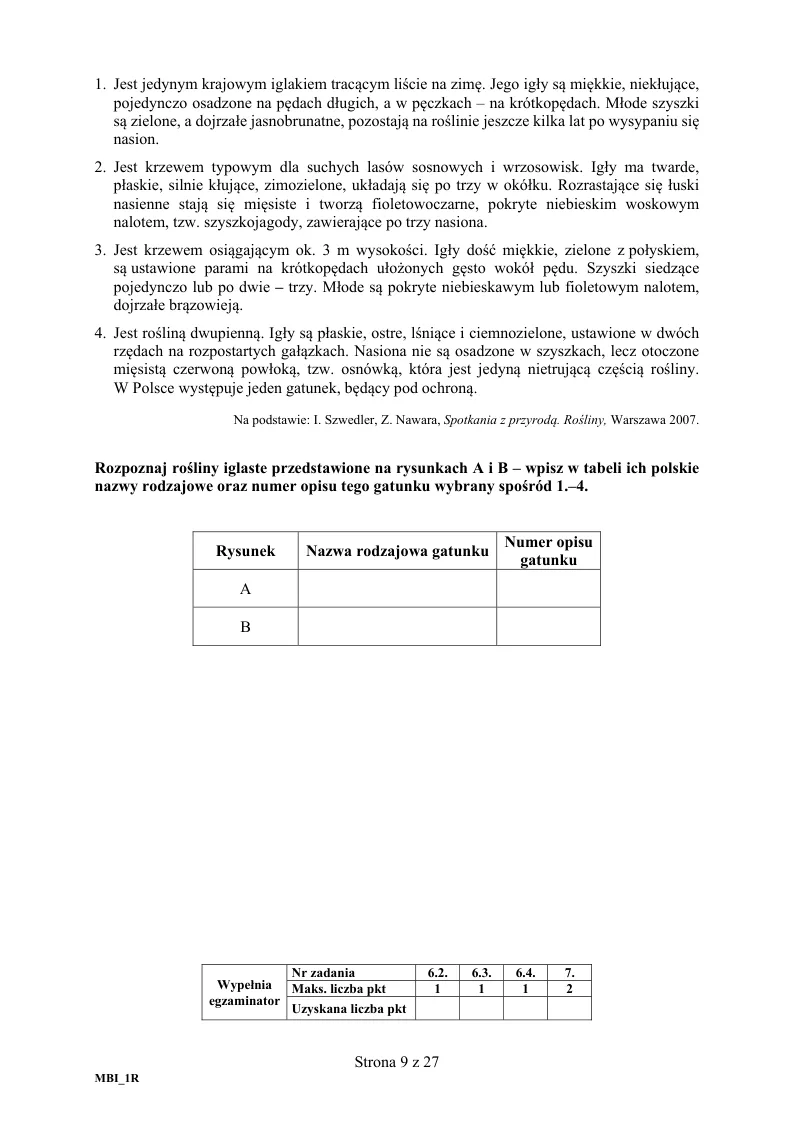 1. Jest jedynym krajowym iglakiem tracącym liście na zimę. Jego igły są miękkie, niekłujące,
pojedynczo osadzone na pędach długich, a w pęczkach – na krótkopędach. Młode szyszki
są zielone, a dojrzałe jasnobrunatne, pozostają na roślinie jeszcze kilka lat po wysypaniu się
nasion.
2. Jest krzewem typowym dla suchych lasów sosnowych i wrzosowisk. Igły ma twarde,
płaskie, silnie kłujące, zimozielone, układają się po trzy w okółku. Rozrastające się łuski
nasienne stają się mięsiste i tworzą fioletowoczarne, pokryte niebieskim woskowym
nalotem, tzw. szyszkojagody, zawierające po trzy nasiona.
3. Jest krzewem osiągającym ok. 3 m wysokości. Igły dość miękkie, zielone z połyskiem,
są ustawione parami na krótkopędach ułożonych gęsto wokół pędu. Szyszki siedzące
pojedynczo lub po dwie – trzy. Młode są pokryte niebieskawym lub fioletowym nalotem,
dojrzałe brązowieją.
4. Jest rośliną dwupienną. Igły są płaskie, ostre, lśniące i ciemnozielone, ustawione w dwóch
rzędach na rozpostartych gałązkach. Nasiona nie są osadzone w szyszkach, lecz otoczone
mięsistą czerwoną powłoką, tzw. osnówką, która jest jedyną nietrującą częścią rośliny.
W Polsce występuje jeden gatunek, będący pod ochroną.
Na podstawie: I. Szwedler, Z. Nawara, Spotkania z przyrodą. Rośliny, Warszawa 2007.
Rozpoznaj rośliny iglaste przedstawione na rysunkach A i B – wpisz w tabeli ich polskie
nazwy rodzajowe oraz numer opisu tego gatunku wybrany spośród 1.–4.
Rysunek Nazwa rodzajowa gatunku Numer opisu
gatunku
A
B
Wypełnia
egzaminator
Nr zadania 6.2. 6.3. 6.4. 7.
Maks. liczba pkt 1 1 1 2
Uzyskana liczba pkt
Strona 9 z 27
MBI_1R